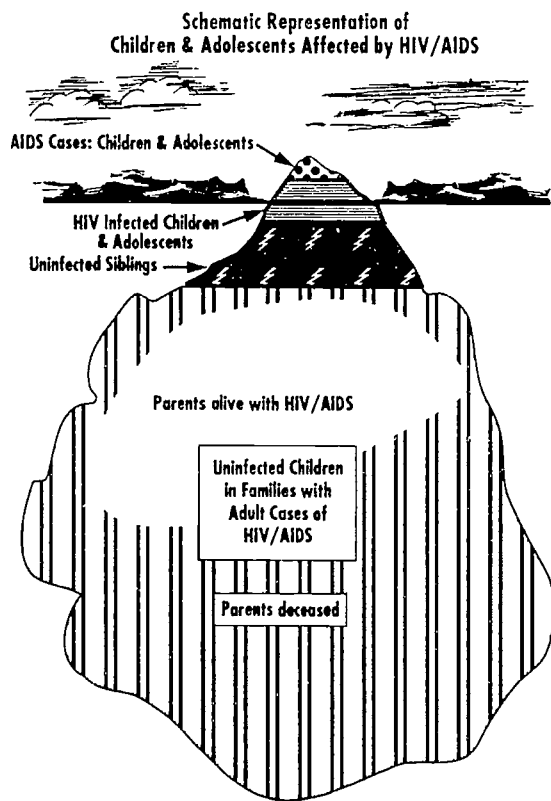 Schematic Representation of
Children & Adolescents Affected by HIV/AIDS
AIDS Cases: Children & Adolescents
HIV Infected Children
& Adolescents
Uninfected Siblings
Parents alive with HIV/AIDS
Uninfected Children
in Families with
Adult Cases of
HIV/AIDS
Parents deceased